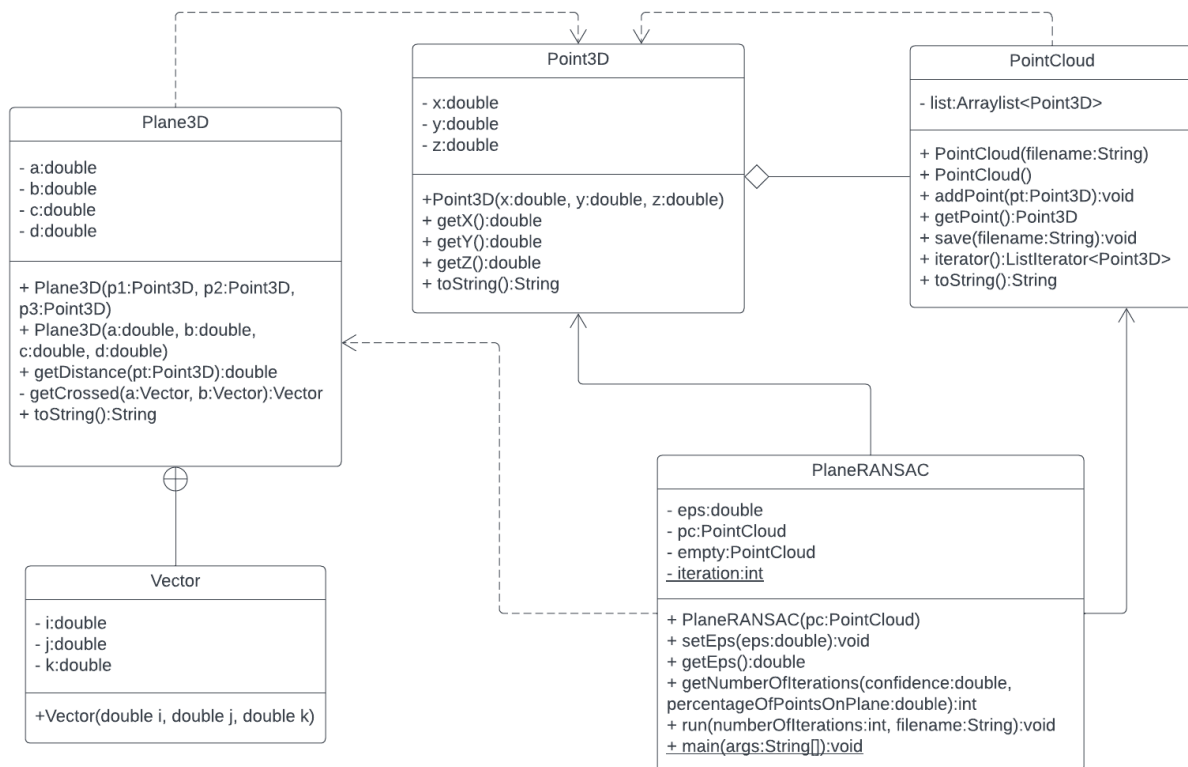 Point3D
- x:double
- y:double
- z:double
+Point3D(x:double, y:double, z:double)
+ getX():double
+ getY():double
+ getZ():double
+ toString():String
PointCloud
- list:Arraylist<Point3D>
+ PointCloud(filename:String)
+ PointCloud()
+ addPoint(pt:Point3D):void
+ getPoint():Point3D
+ save(filename:String):void
+ iterator():ListIterator<Point3D>
+ toString():String
Plane3D
- a:double
- b:double
- c:double
- d:double
+ Plane3D(p1:Point3D, p2:Point3D,
p3:Point3D)
+ Plane3D(a:double, b:double,
c:double, d:double)
+ getDistance(pt:Point3D):double
- getCrossed(a:Vector, b:Vector):Vector
+ toString():String
Vector
- i:double
- j:double
- k:double
+Vector(double i, double j, double k)
PlaneRANSAC
- eps:double
- pc:PointCloud
- empty:PointCloud
- iteration:int
+ PlaneRANSAC(pc:PointCloud)
+ setEps(eps:double):void
+ getEps():double
+ getNumberOfIterations(confidence:double,
percentageOfPointsOnPlane:double):int
+ run(numberOfIterations:int, filename:String):void
+ main(args:String[]):void